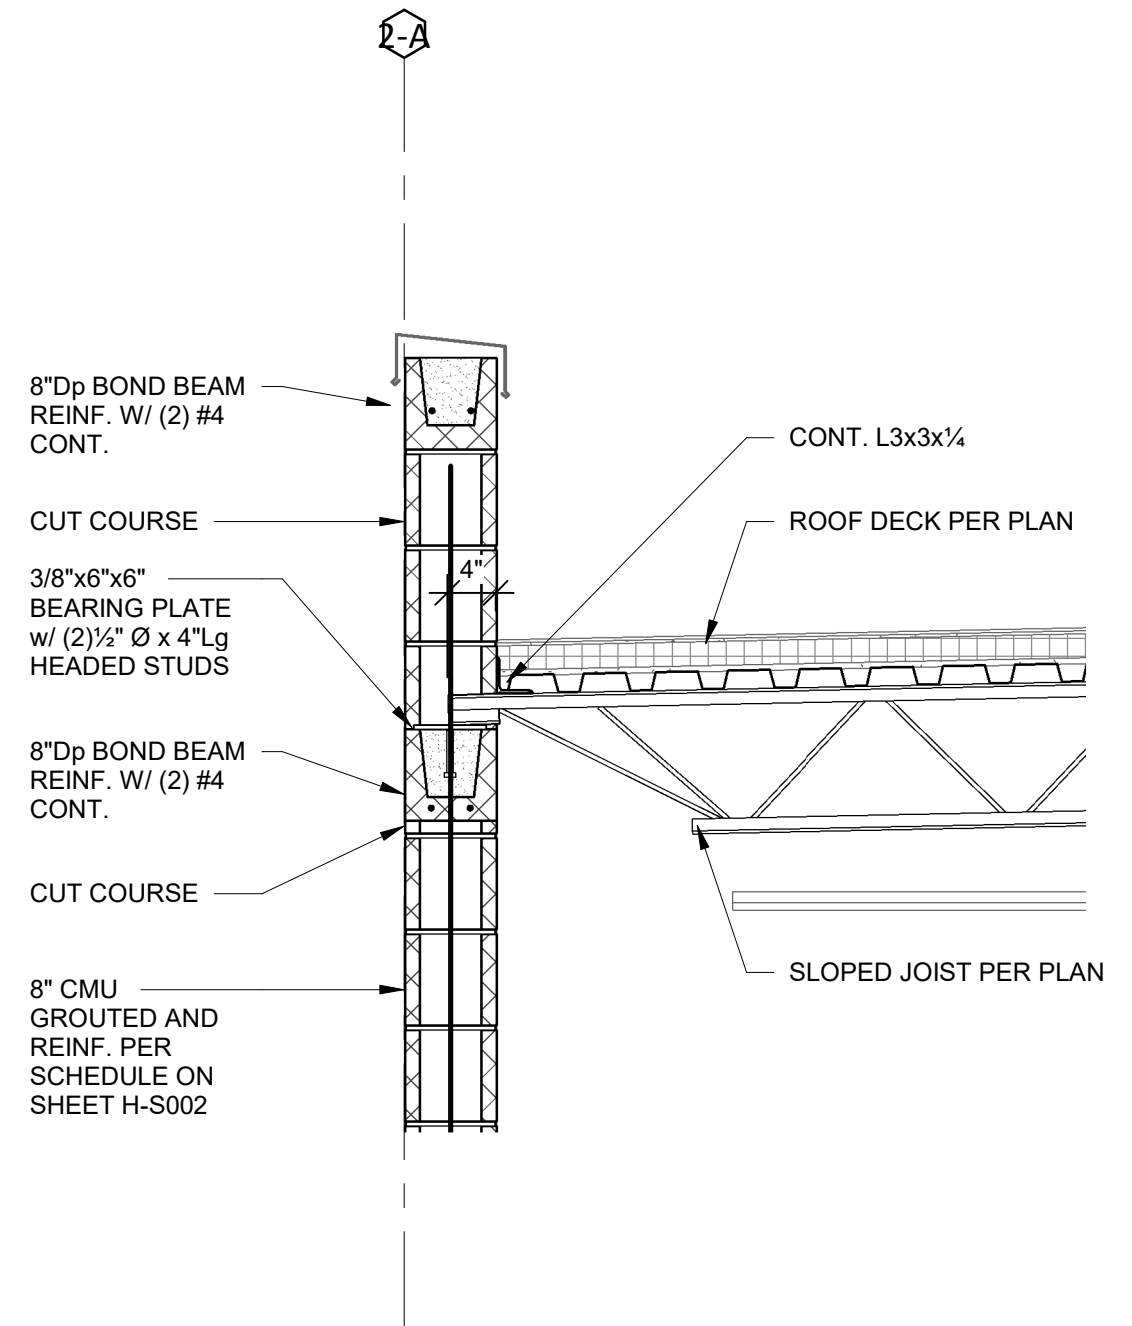 2-A
8"Dp BOND BEAM
REINF. W/ (2) #4
CONT.
CONT. L3x3x¼
CUT COURSE
ROOF DECK PER PLAN
3/8"x6"x6"
BEARING PLATE
w/ (2)½" Ø x 4"Lg
HEADED STUDS
4"
8"Dp BOND BEAM
REINF. W/ (2) #4
CONT.
CUT COURSE
SLOPED JOIST PER PLAN
8" CMU
GROUTED AND
REINF. PER
SCHEDULE ON
SHEET H-S002